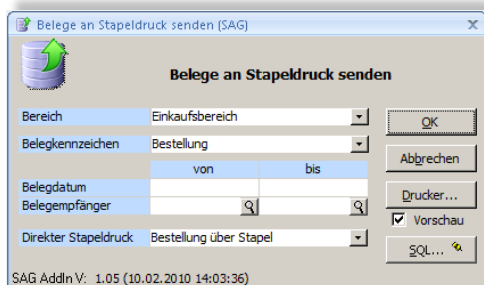 Belege an Stapeldruck senden (SAG)
Belege an Stapeldruck senden
Bereich Einkaufsbereich OK
Belegkennzeichen Bestellung Abbrechen
von bis
Belegdatum Drucker...
Belegempfänger Vorschau
Direkter Stapeldruck Bestellung über Stapel SQL...
SAG AddIn V: 1.05 (10.02.2010 14:03:36)